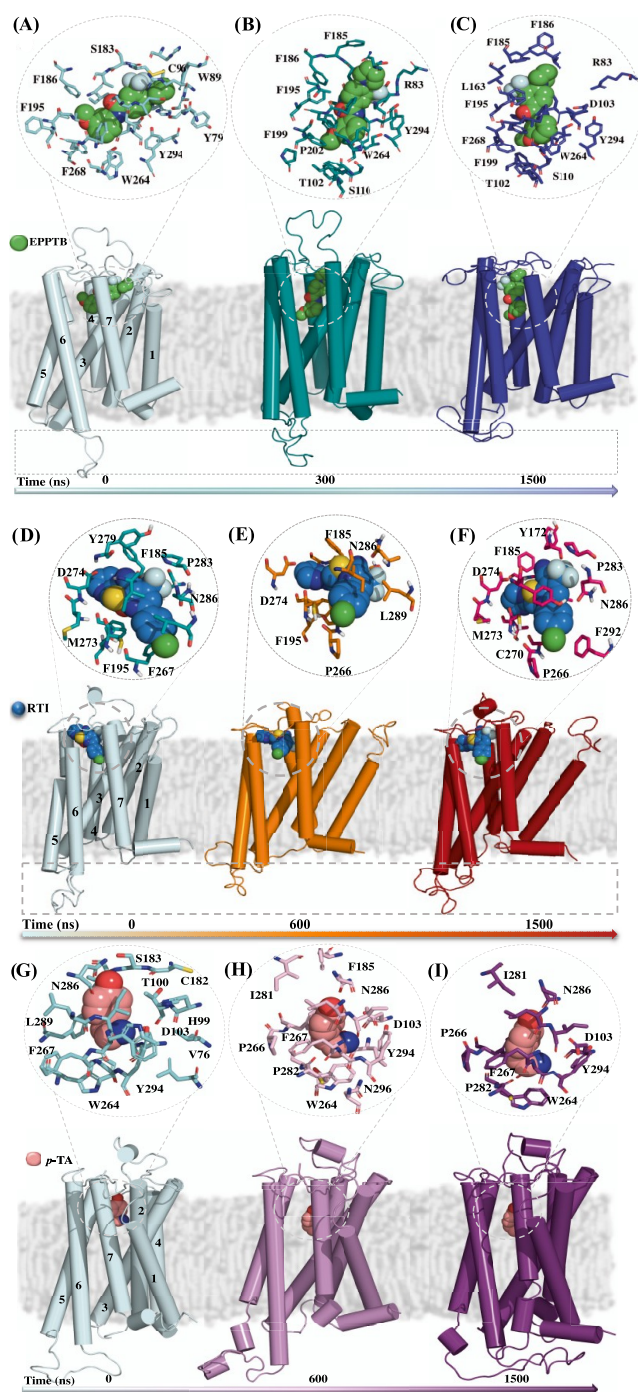 (A) (B) (C)
S183 C96 W89 F186 F195 Y79 F268 W264 Y294
F185 F186 R83 F195 F199 Y294 P202 W264 T102 S110
F186 F185 R83 L163 F195 D103 F268 Y294 F199 W264 T102 S110
EPPTB
4 7 2 6 3 1 5
Time (ns) 0 300 1500
(D) (E) (F)
Y279 F185 P283 D274 N286 M273 F195 F267
F185 N286 D274 L289 F195 P266
Y172 F185 P283 D274 N286 M273 C270 F292 P266
RTI
2 3 1 6 7 5 4
Time (ns) 0 600 1500
(G) (H) (I)
S183 N286 T100 C182 L289 H99 D103 F267 V76 Y294 W264
F185 I281 N286 D103 F267 P266 Y294 P282 W264 N296
I281 N286 P266 D103 F267 Y294 P282 W264
p-TA
2 4 7 6 1 5 3
Time (ns) 0 600 1500